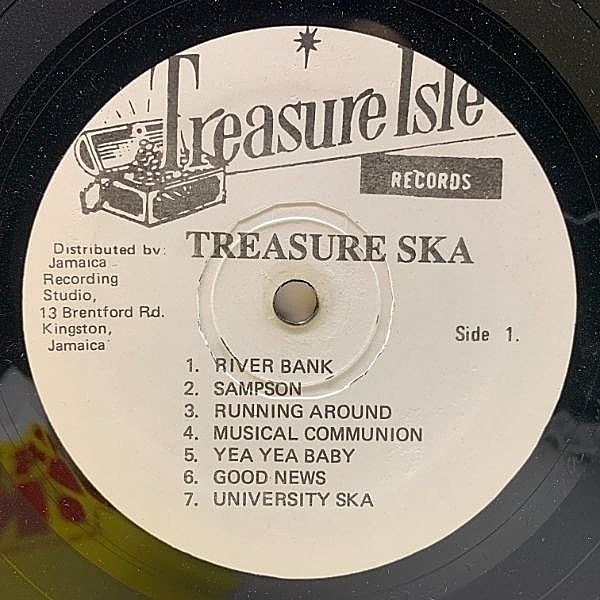 Treasure Isle
RECORDS
TREASURE SKA
Distributed by:
Jamaica
Recording
Studio,
13 Brentford Rd.
Kingston,
Jamaica
Side 1.
1. RIVER BANK
2. SAMPSON
3. RUNNING AROUND
4. MUSICAL COMMUNION
5. YEA YEA BABY
6. GOOD NEWS
7. UNIVERSITY SKA